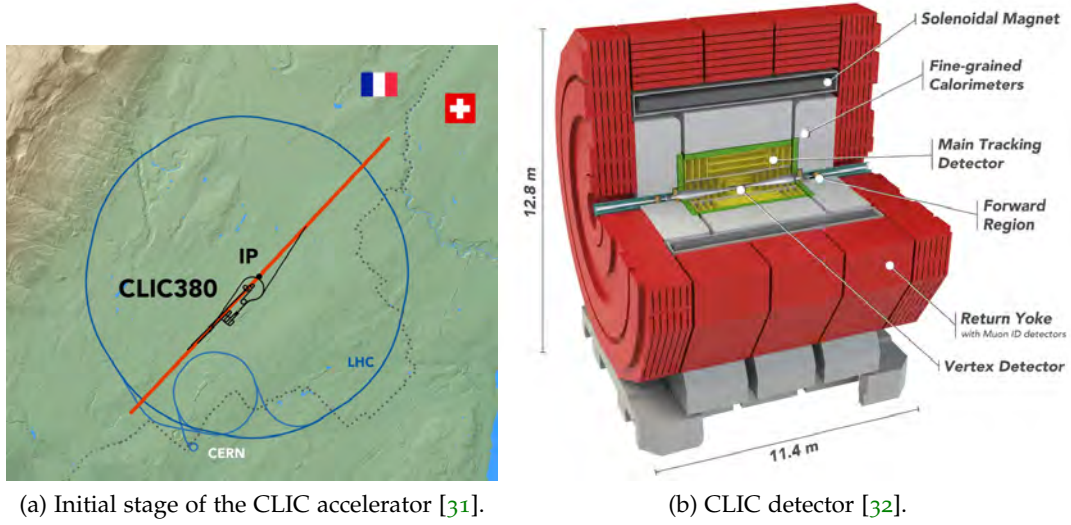 IP
CLIC380
LHC
CERN
(a) Initial stage of the CLIC accelerator [31].
Solenoidal Magnet
Fine-grained
Calorimeters
Main Tracking
Detector
Forward
Region
Return Yoke
with Muon ID detectors
Vertex Detector
12.8 m
11.4 m
(b) CLIC detector [32].